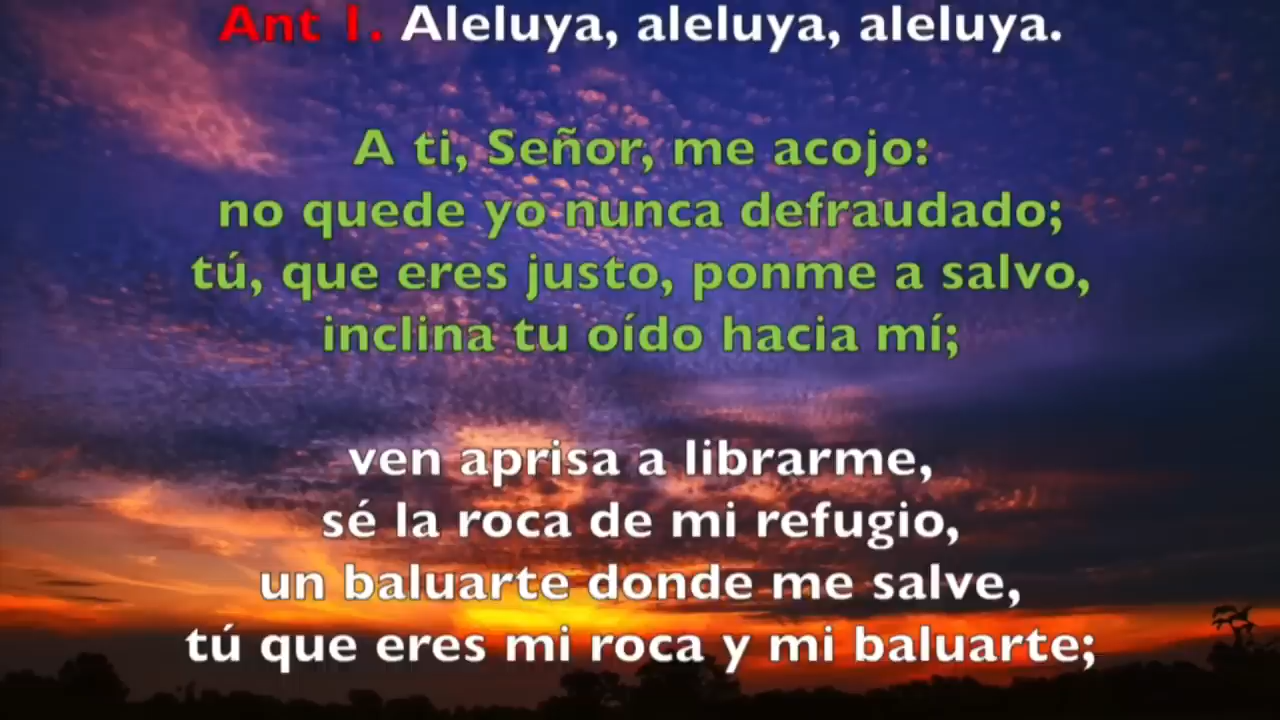 Ant 1. Aleluya, aleluya, aleluya.
A ti, Señor, me acojo:
no quede yo nunca defraudado;
tú, que eres justo, ponme a salvo,
inclina tu oído hacia mí;
ven aprisa a librarme,
sé la roca de mi refugio,
un baluarte donde me salve,
tú que eres mi roca y mi baluarte;